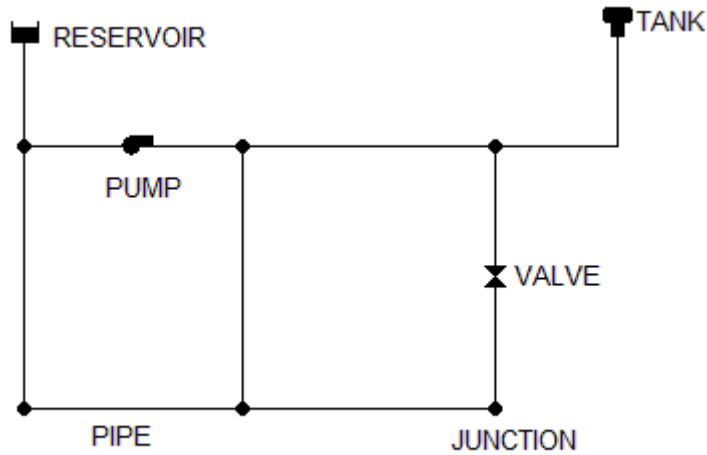 TANK
RESERVOIR
PUMP
VALVE
PIPE
JUNCTION